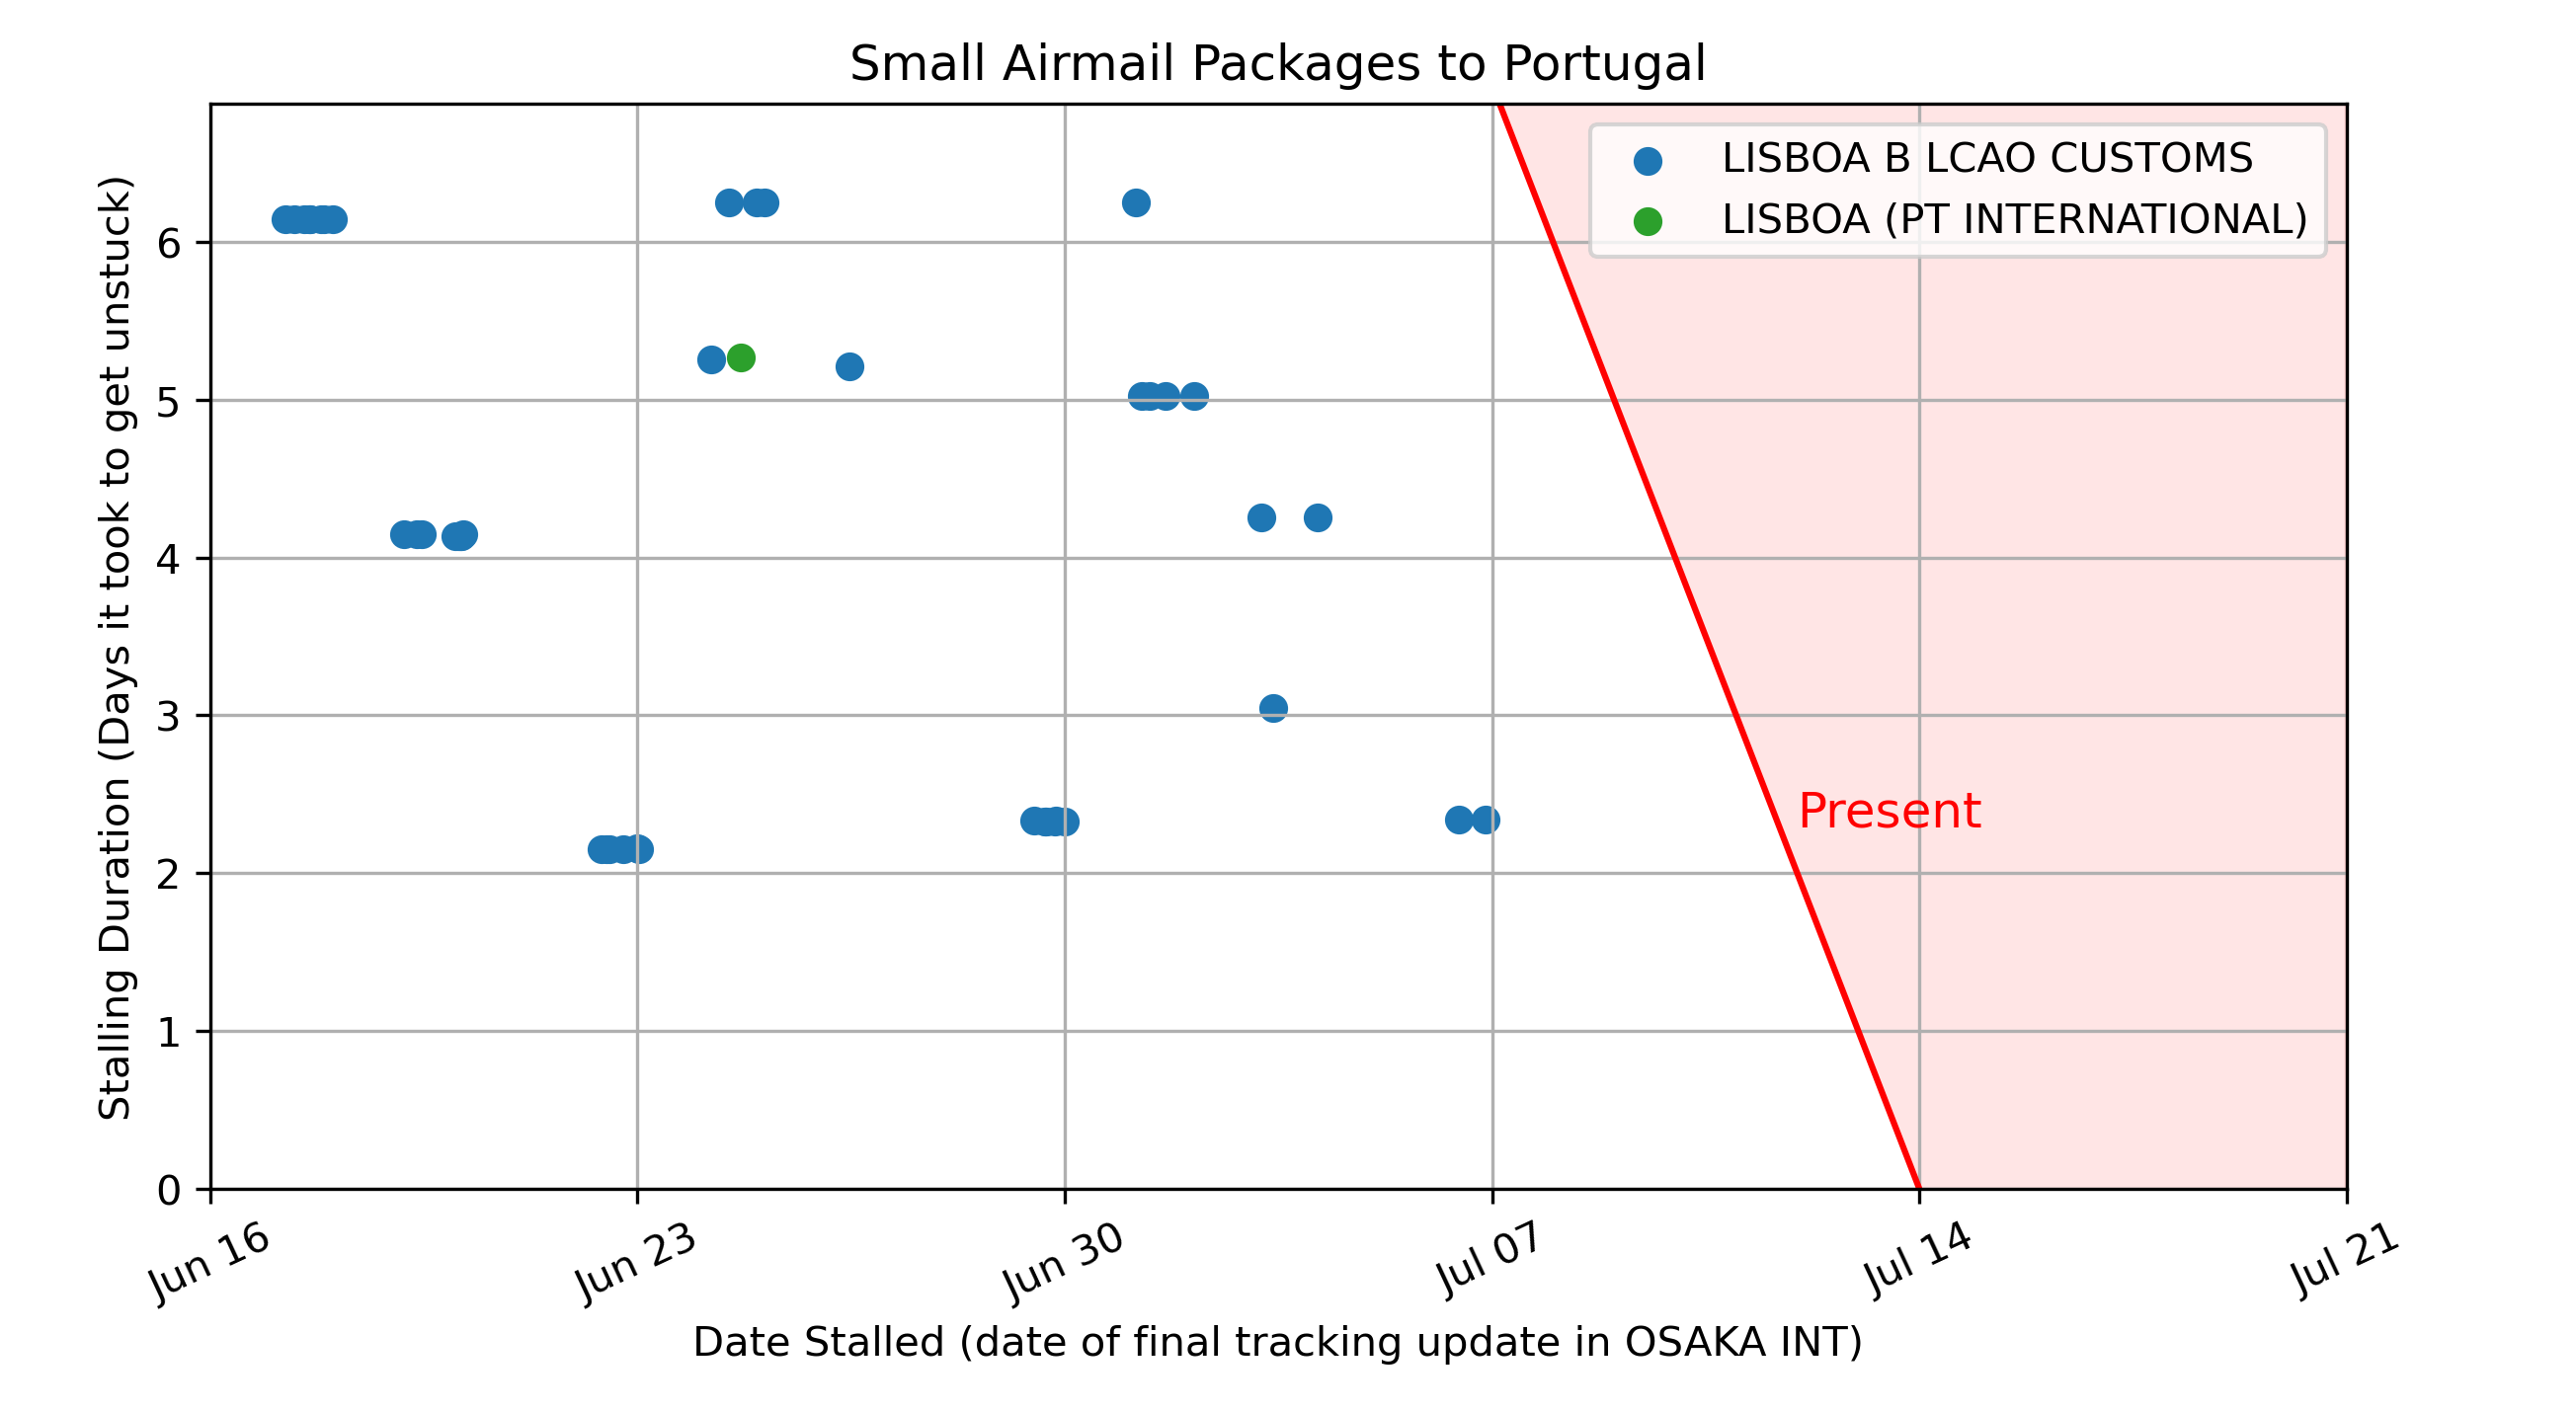 Small Airmail Packages to Portugal
LISBOA B LCAO CUSTOMS
LISBOA (PT INTERNATIONAL)
Stalling Duration (Days it took to get unstuck)
6
5
4
3
2
1
0
Present
Jun 16
Jun 23
Jun 30
Jul 07
Jul 14
Jul 21
Date Stalled (date of final tracking update in OSAKA INT)